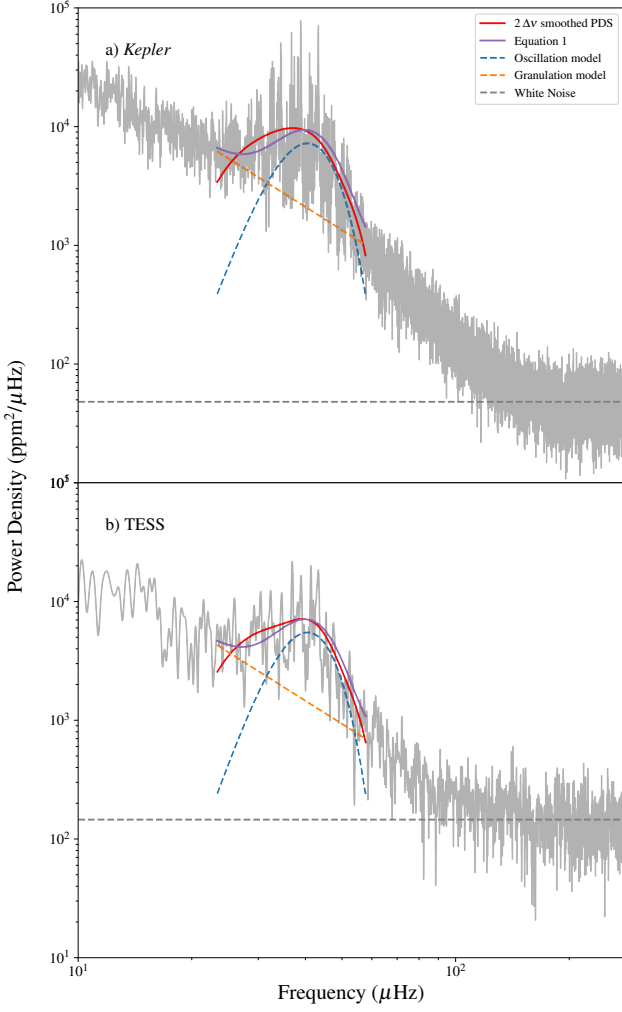 10⁵
a) Kepler
2 Δν smoothed PDS
Equation 1
Oscillation model
Granulation model
White Noise
10⁴
10³
10²
10⁵
b) TESS
10⁴
10³
10²
10¹
10¹
10²
Power Density (ppm²/μHz)
Frequency (μHz)